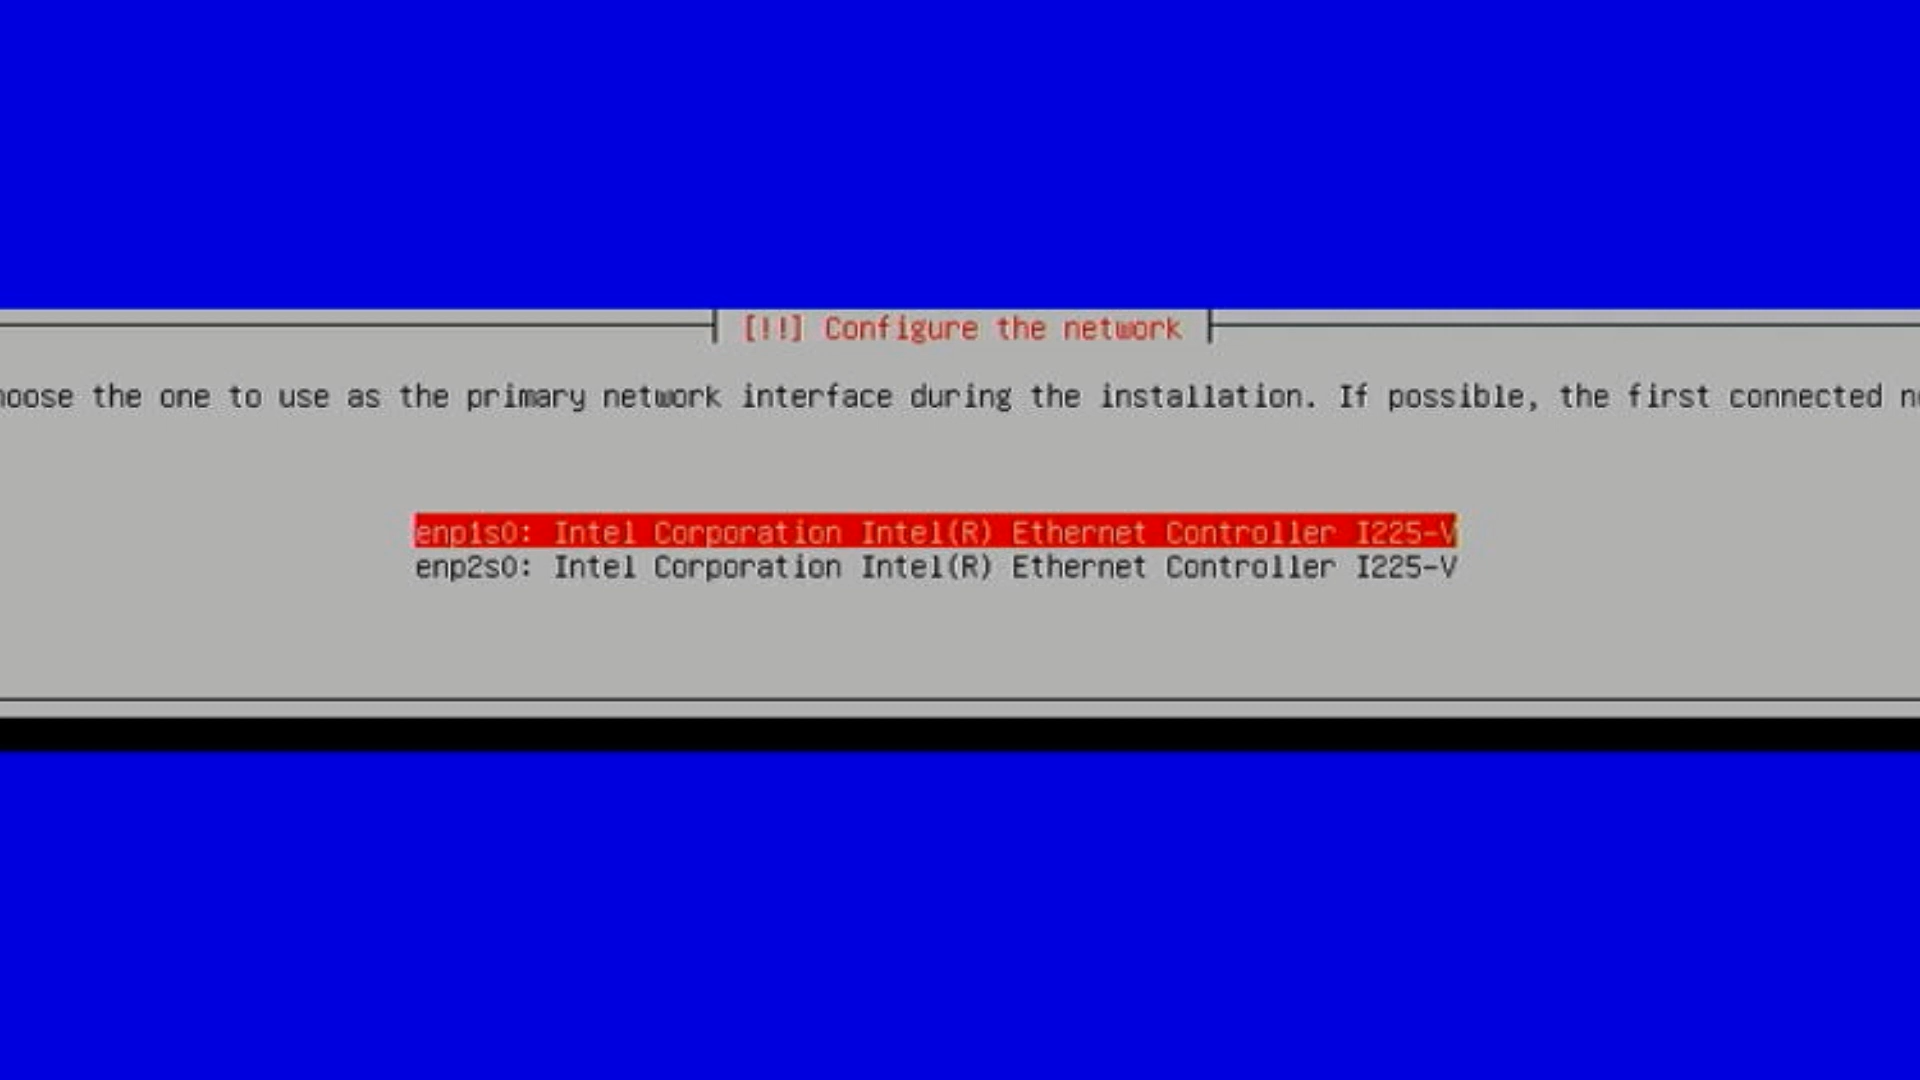 [!!] Configure the network
the one to use as the primary network interface during the installation. If possible, the first connected
enp1s0: Intel Corporation Intel(R) Ethernet Controller I225-V
enp2s0: Intel Corporation Intel(R) Ethernet Controller I225-V